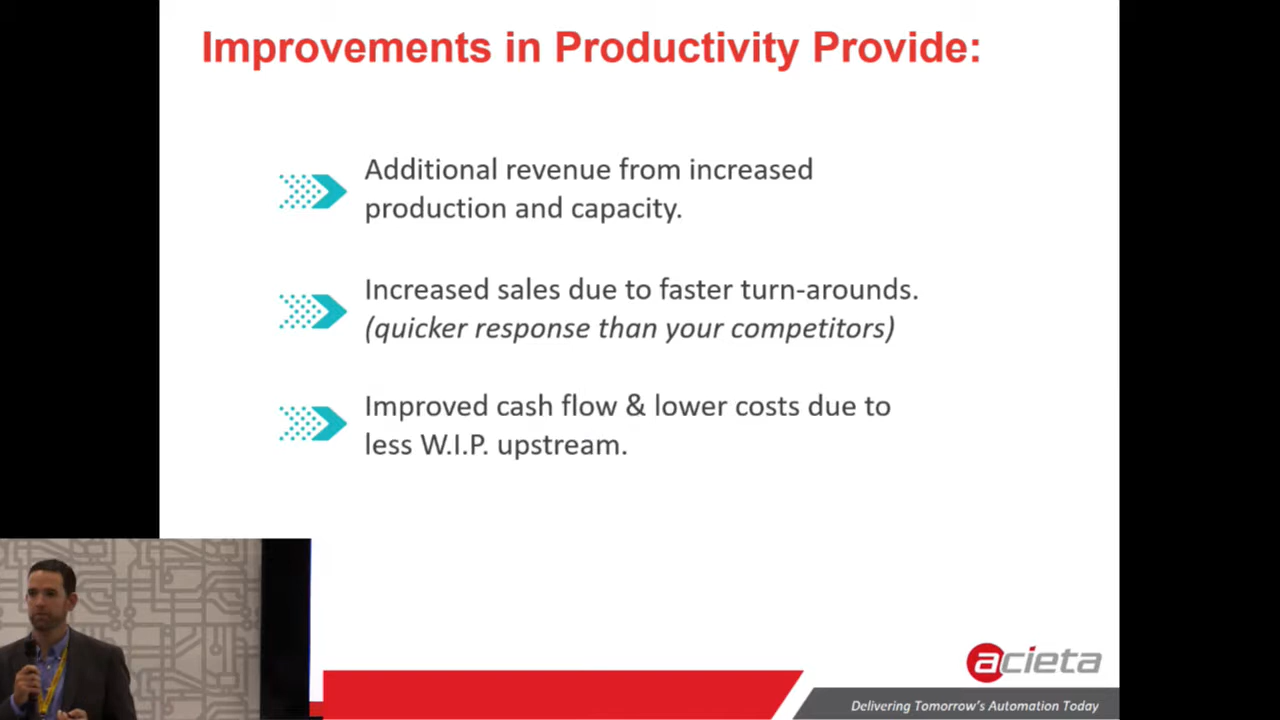 Improvements in Productivity Provide:
Additional revenue from increased
production and capacity.
Increased sales due to faster turn-arounds.
(quicker response than your competitors)
Improved cash flow & lower costs due to
less W.I.P. upstream.
acieta
Delivering Tomorrow's Automation Today